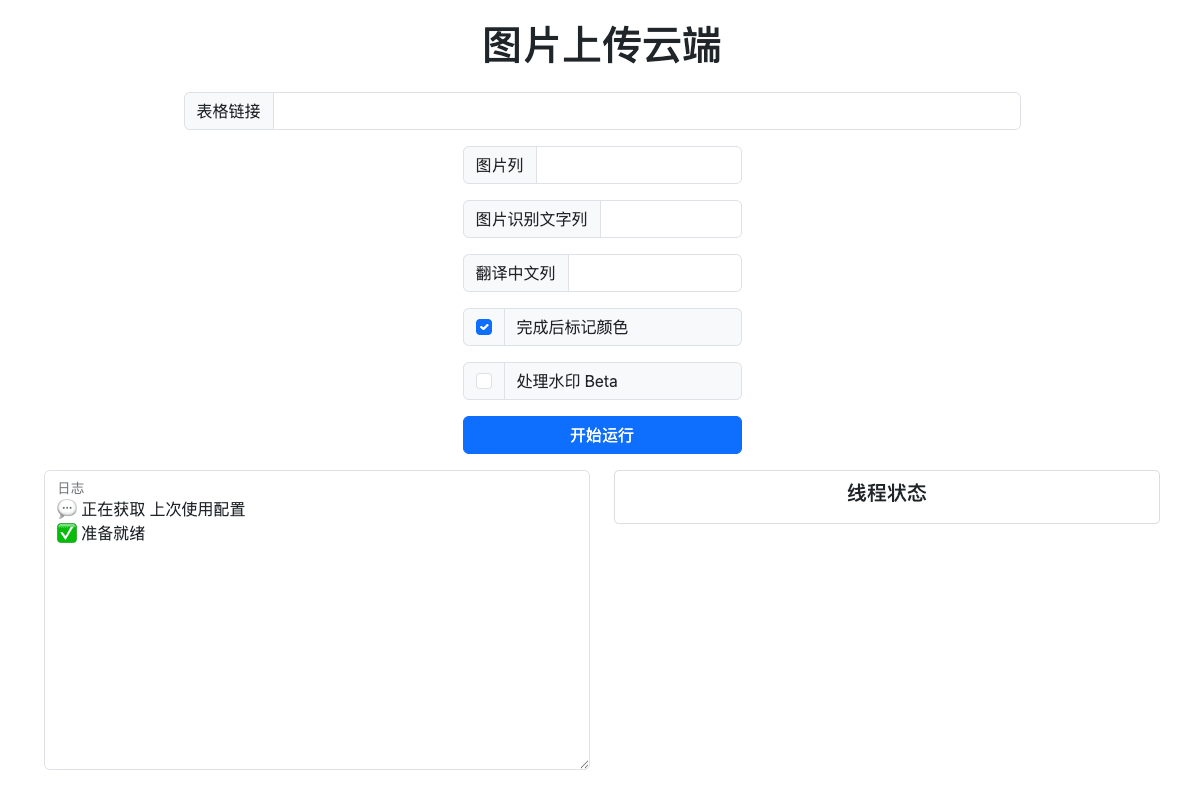 图片上传云端
表格链接
图片列
图片识别文字列
翻译中文列
完成后标记颜色
处理水印 Beta
开始运行
日志
💬 正在获取 上次使用配置
✅ 准备就绪
线程状态